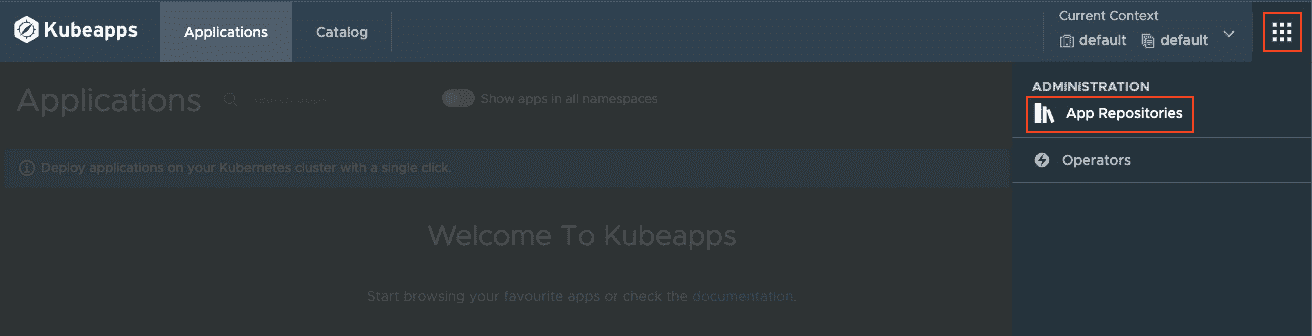 Kubeapps
Applications
Catalog
Current Context
default
default
ADMINISTRATION
App Repositories
Operators
Applications
Show apps in all namespaces
Deploy applications on your Kubernetes cluster with a single click.
Welcome To Kubeapps
Start browsing your favourite apps or check the documentation.